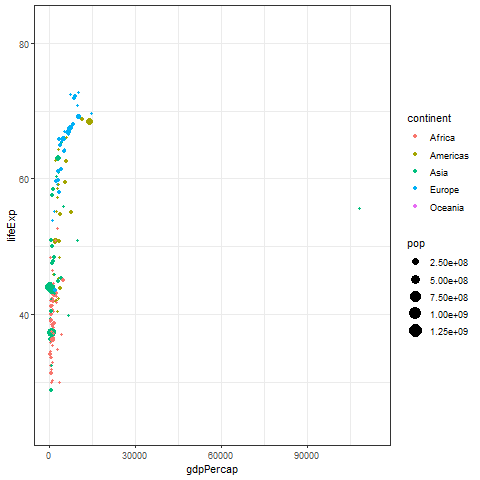 80
60
40
lifeExp
0
30000
60000
90000
gdpPercap
continent
Africa
Americas
Asia
Europe
Oceania
pop
2.50e+08
5.00e+08
7.50e+08
1.00e+09
1.25e+09